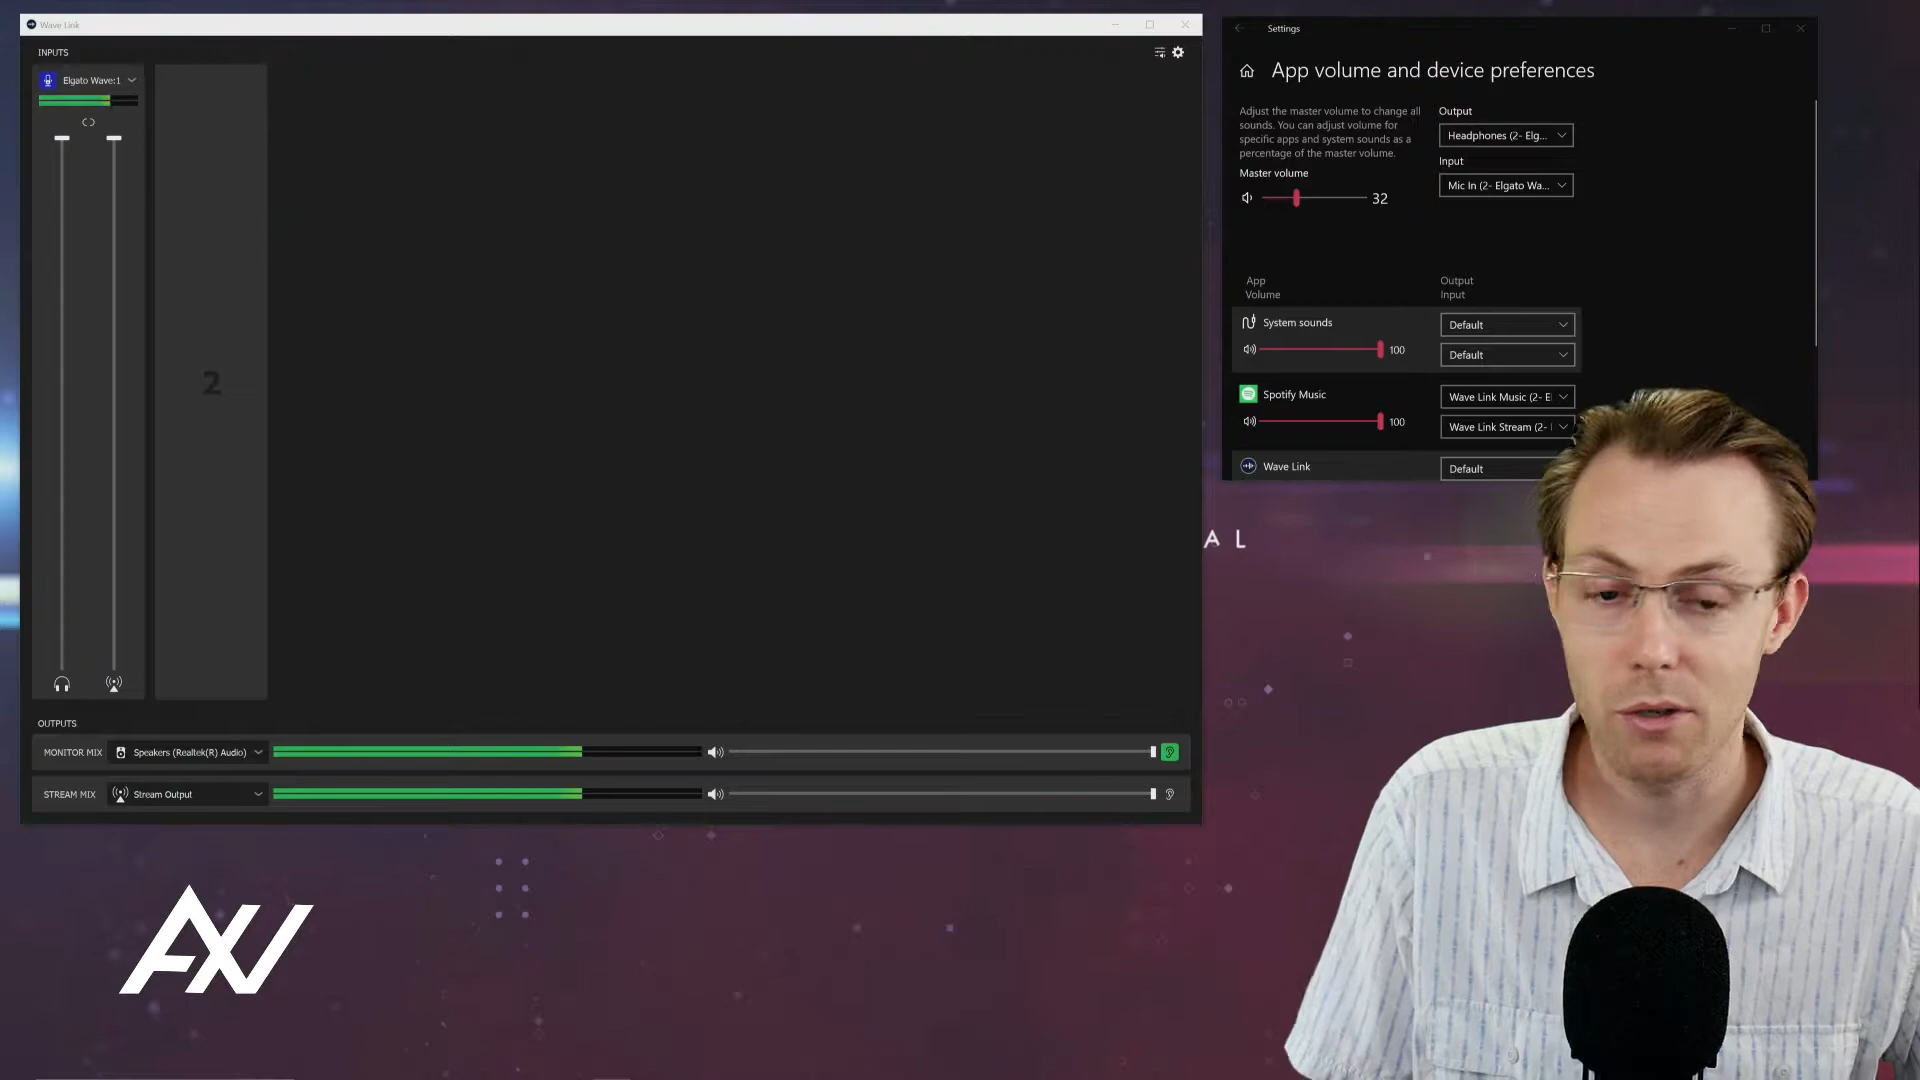 Wave Link
INPUTS
Elgato Wave:1
2
OUTPUTS
MONITOR MIX
Speakers (Realtek(R) Audio)
STREAM MIX
Stream Output
Settings
App volume and device preferences
Adjust the master volume to change all
sounds. You can adjust volume for
specific apps and system sounds as a
percentage of the master volume.
Master volume
32
Output
Headphones (2- Elg...
Input
Mic In (2- Elgato Wa...
App
Volume
Output
Input
System sounds
100
Default
Default
Spotify Music
100
Wave Link Music (2- E
Wave Link Stream (2-
Wave Link
Default
A L